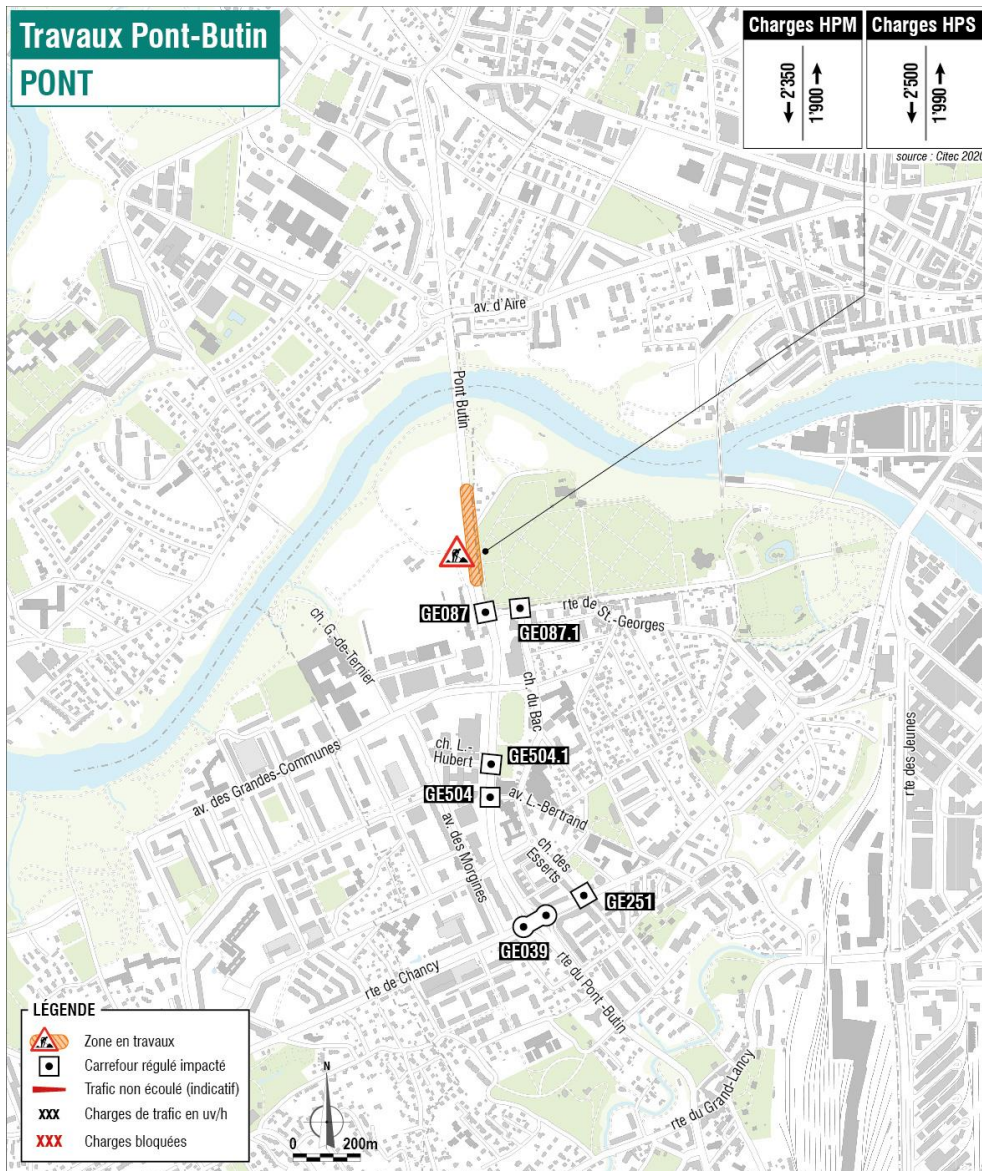 Travaux Pont-Butin
PONT
Charges HPM
← 2'350
1'900 →
Charges HPS
← 2'500
1'990 →
source : Citec 2020
av. d'Aire
Pont Butin
GE087
GE087.1
rte de St.-Georges
ch. G.-de-Ternier
ch. du Bac
rte des Jeunes
av. des Grandes-Communes
ch. L.-
Hubert
GE504.1
GE504
av. L.-Bertrand
av. des Morgines
ch. des
Esserts
GE251
GE039
rte de Chancy
rte du Pont -Butin
rte du Grand-Lancy
LÉGENDE
Zone en travaux
Carrefour régulé impacté
Trafic non écoulé (indicatif)
xxx Charges de trafic en uv/h
XXX Charges bloquées
N
0 200m